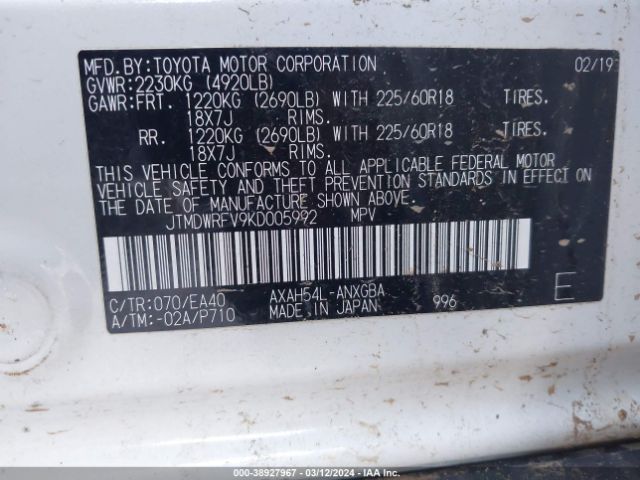 MFD.BY:TOYOTA MOTOR CORPORATION 02/19
GVWR:2230KG (4920LB)
GAWR:FRT. 1220KG (2690LB) WITH 225/60R18 TIRES.
18X7J RIMS.
RR. 1220KG (2690LB) WITH 225/60R18 TIRES.
18X7J RIMS.
THIS VEHICLE CONFORMS TO ALL APPLICABLE FEDERAL MOTOR
VEHICLE SAFETY AND THEFT PREVENTION STANDARDS IN EFFECT ON
THE DATE OF MANUFACTURE SHOWN ABOVE.
JTMDWRFV9KD005992 MPV
C/TR:070/EA40 AXAH54L-ANXGBA E
A/TM:-02A/P710 MADE IN JAPAN 996
000-38927967 - 03/12/2024 - IAA Inc.